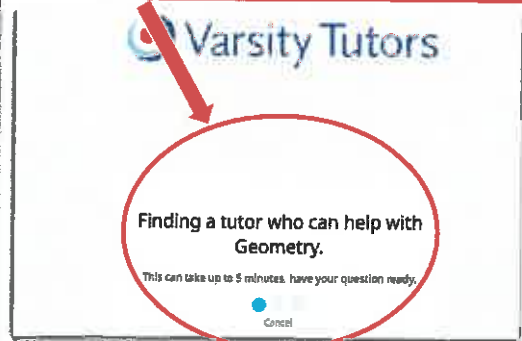 Varsity Tutors
Finding a tutor who can help with
Geometry.
This can take up to 5 minutes, have your question ready.
Cancel